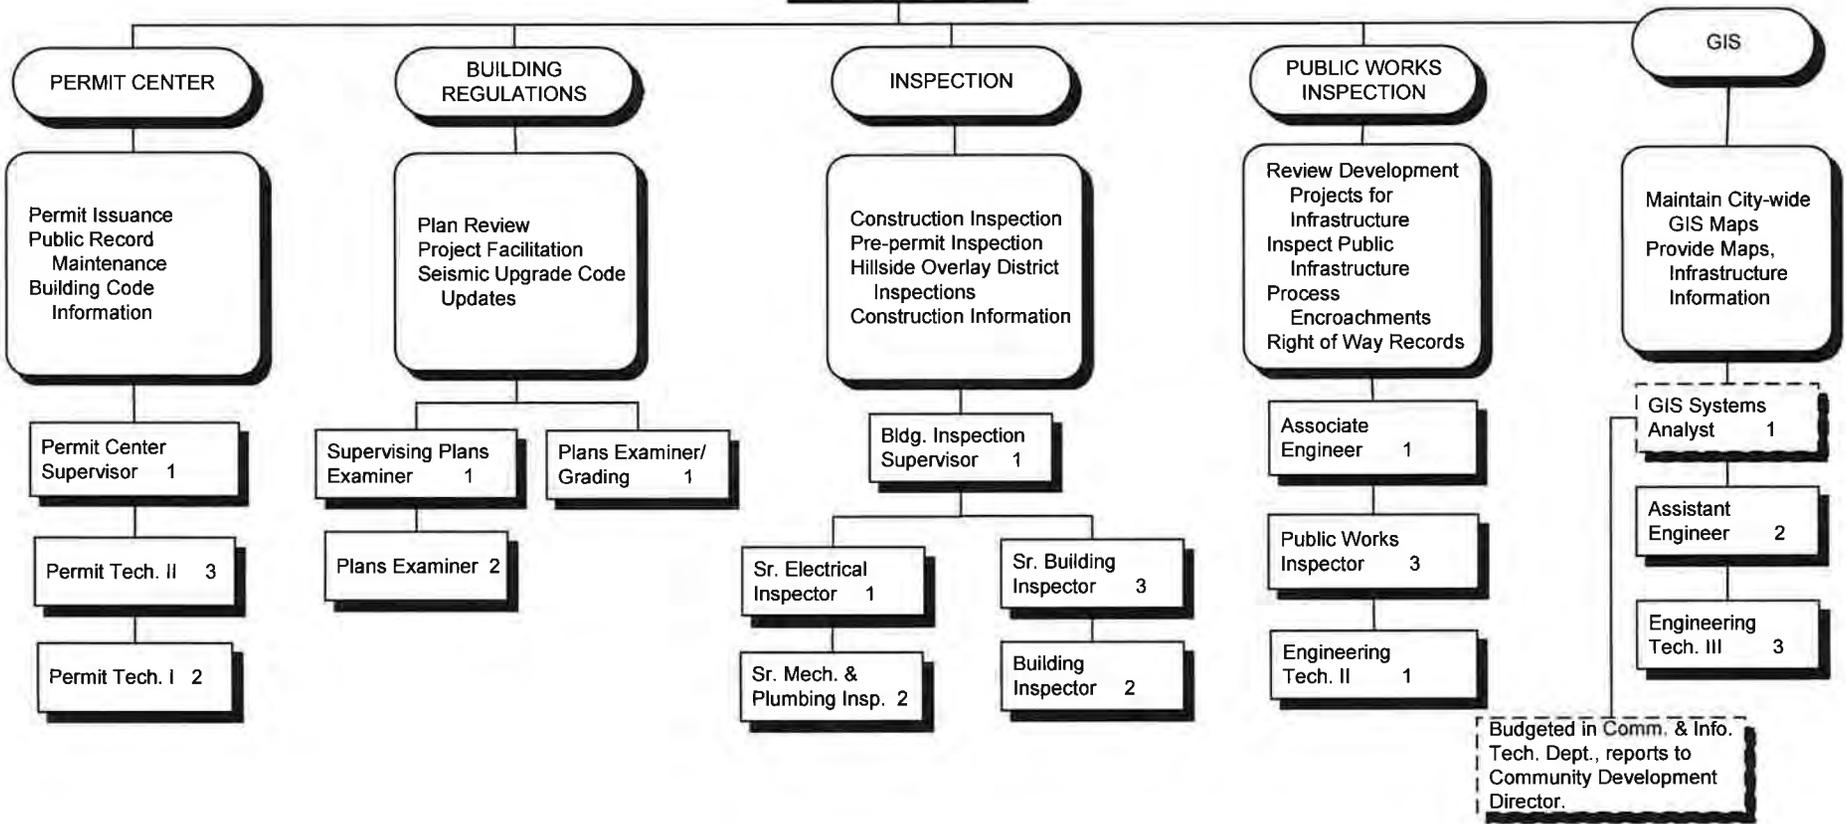 PERMIT CENTER
Permit Issuance
Public Record
Maintenance
Building Code
Information
Permit Center
Supervisor 1
Permit Tech. II 3
Permit Tech. I 2
BUILDING
REGULATIONS
Plan Review
Project Facilitation
Seismic Upgrade Code
Updates
Supervising Plans
Examiner 1
Plans Examiner 2
Plans Examiner/
Grading 1
INSPECTION
Construction Inspection
Pre-permit Inspection
Hillside Overlay District
Inspections
Construction Information
Bldg. Inspection
Supervisor 1
Sr. Electrical
Inspector 1
Sr. Mech. &
Plumbing Insp. 2
Sr. Building
Inspector 3
Building
Inspector 2
PUBLIC WORKS
INSPECTION
Review Development
Projects for
Infrastructure
Inspect Public
Infrastructure
Process
Encroachments
Right of Way Records
Associate
Engineer 1
Public Works
Inspector 3
Engineering
Tech. II 1
GIS
Maintain City-wide
GIS Maps
Provide Maps,
Infrastructure
Information
GIS Systems
Analyst 1
Assistant
Engineer 2
Engineering
Tech. III 3
Budgeted in Comm. & Info.
Tech. Dept., reports to
Community Development
Director.